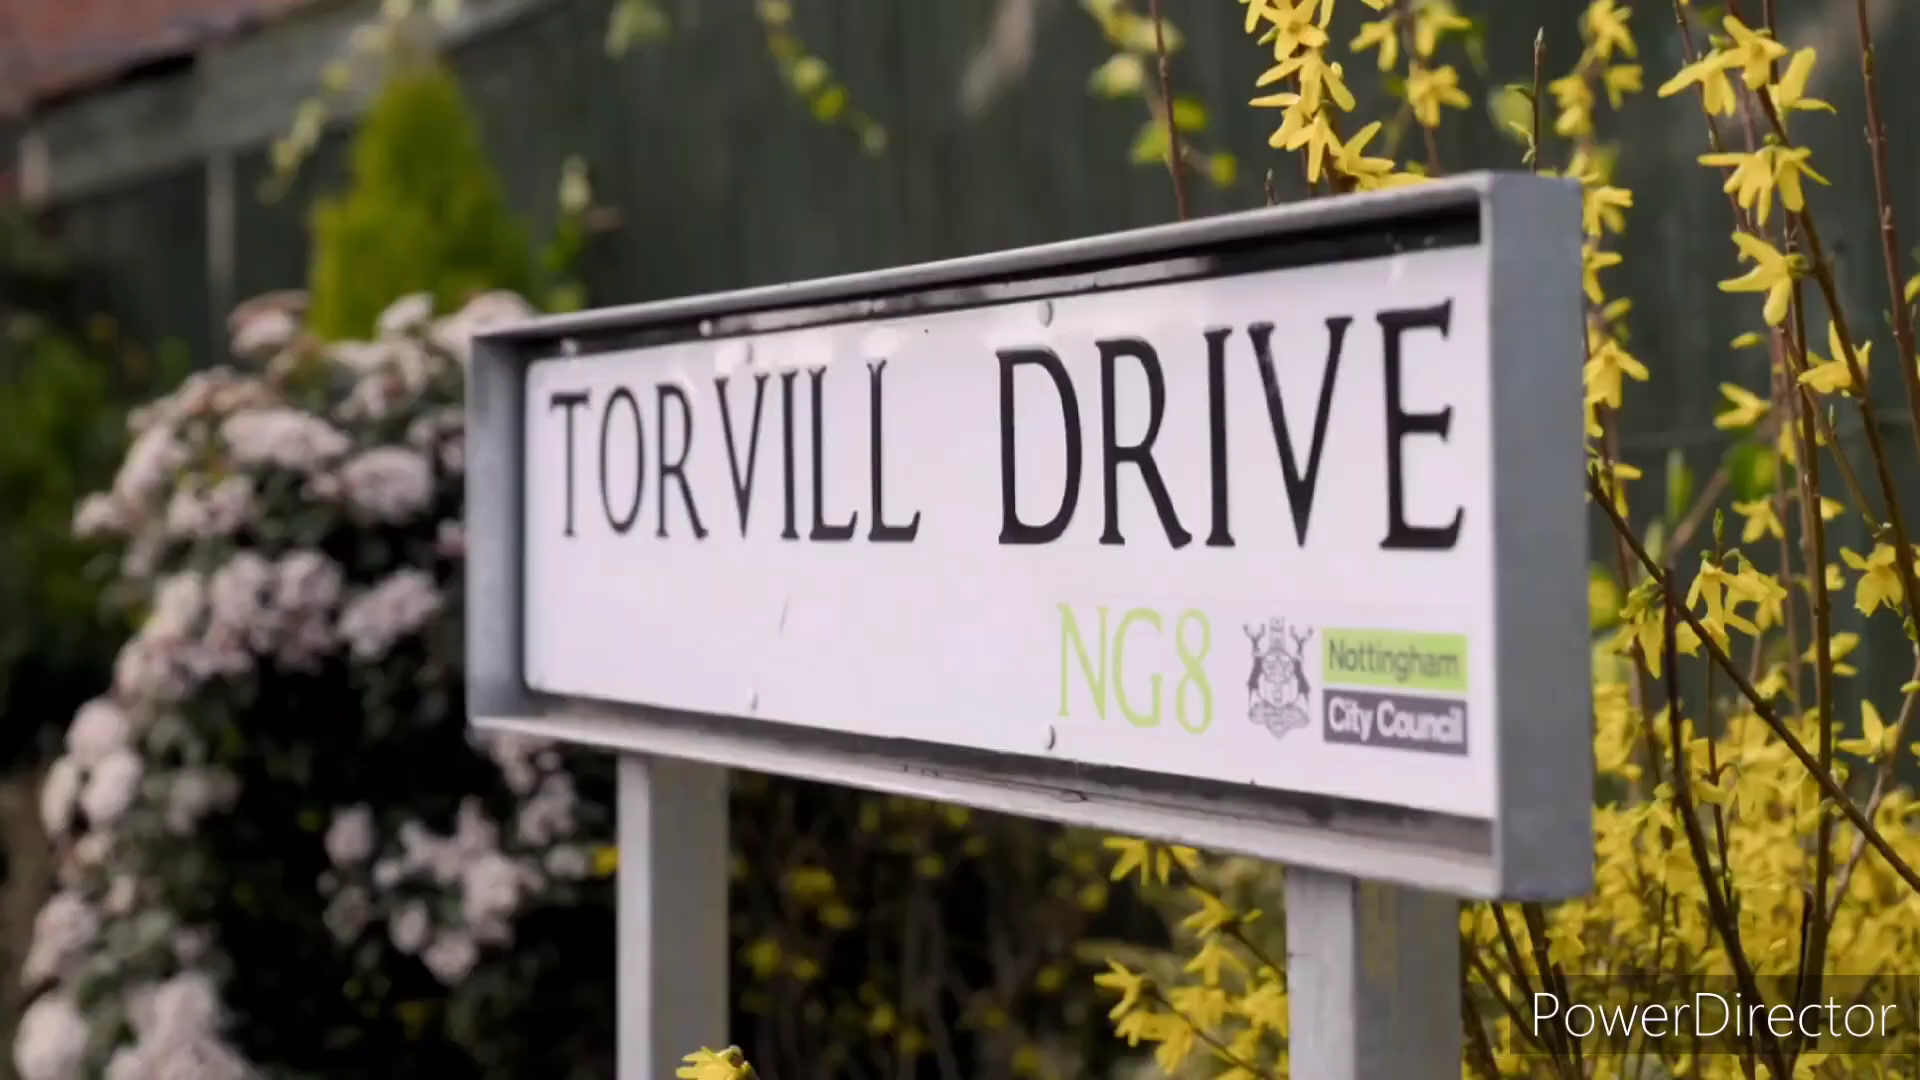 TORVILL DRIVE
NG8
Nottingham
City Council
PowerDirector